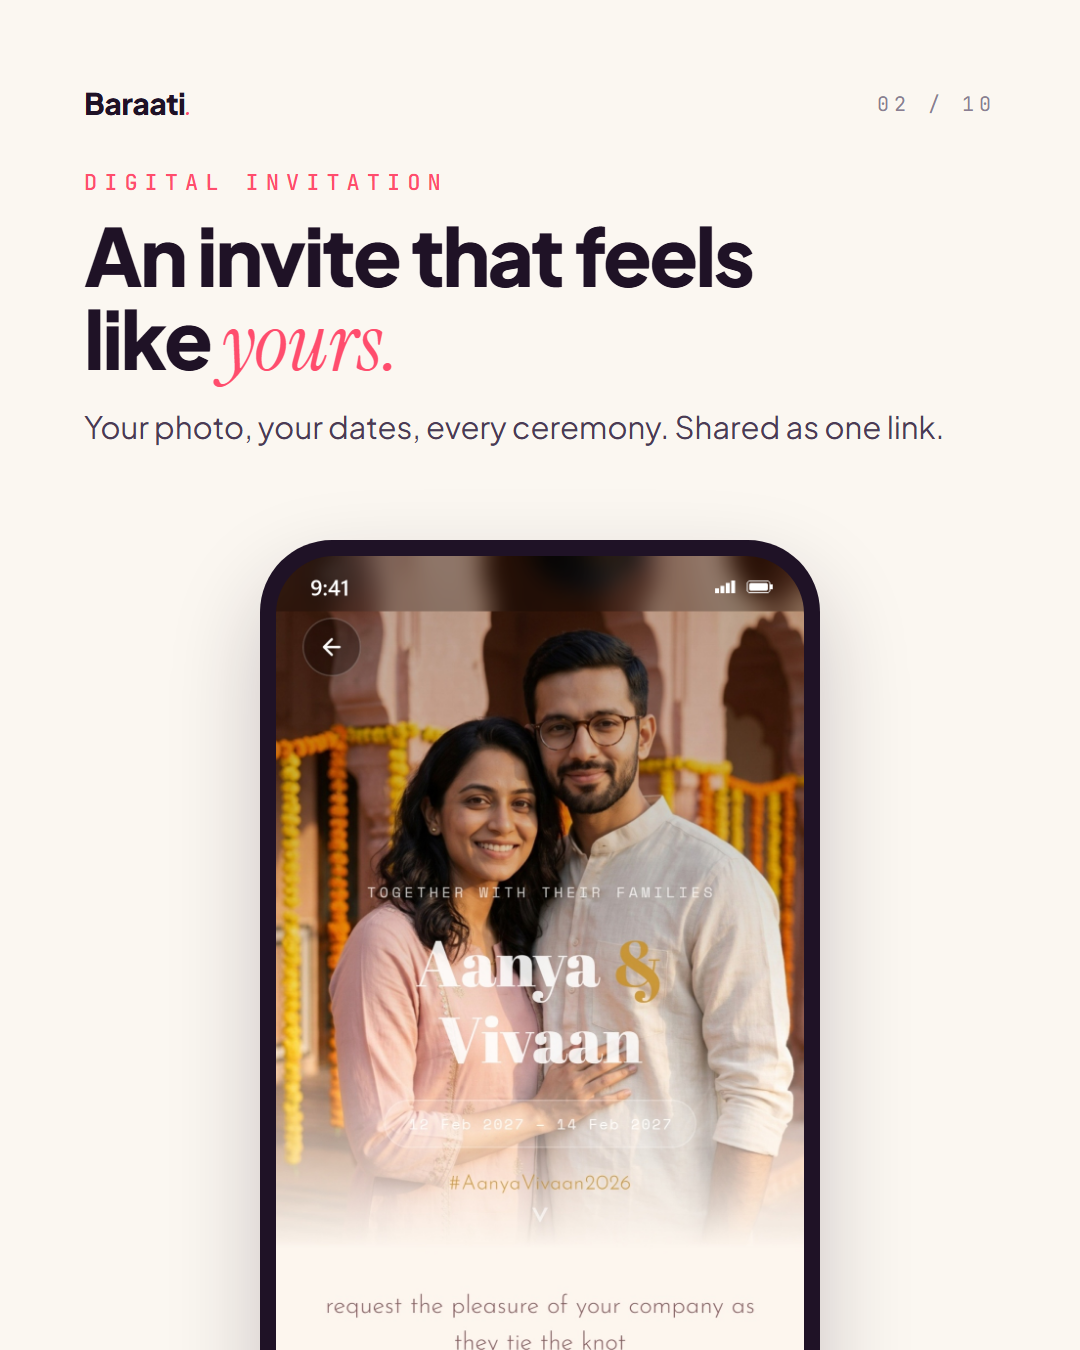 Baraati.
02 / 10
DIGITAL INVITATION
An invite that feels
like yours.
Your photo, your dates, every ceremony. Shared as one link.
9:41
TOGETHER WITH THEIR FAMILIES
Aanya &
Vivaan
12 Feb 2027 – 14 Feb 2027
#AanyaVivaan2026
request the pleasure of your company as
they tie the knot